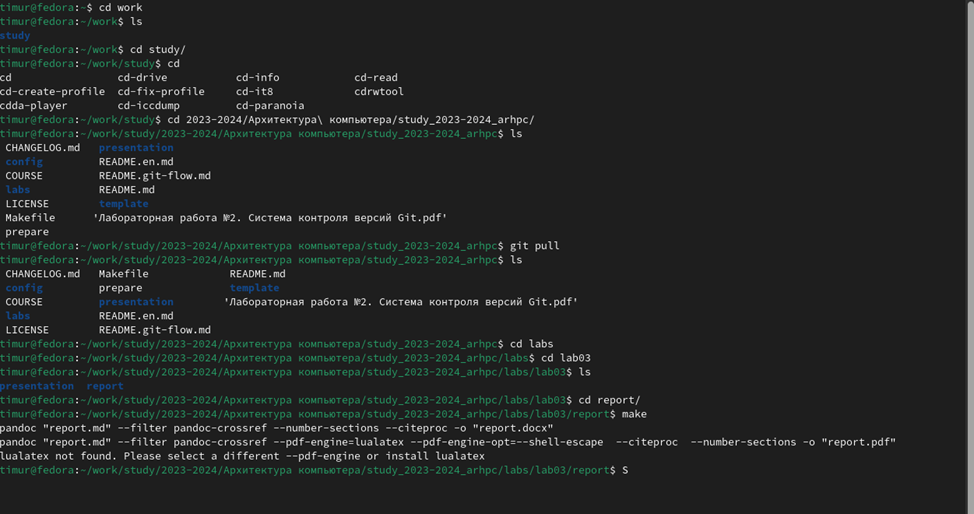 timur@fedora:~$ cd work
timur@fedora:~/work$ ls
study
timur@fedora:~/work$ cd study/
timur@fedora:~/work/study$ cd
cd cd-drive cd-info cd-read
cd-create-profile cd-fix-profile cd-it8 cdrwtool
cdda-player cd-iccdump cd-paranoia
timur@fedora:~/work/study$ cd 2023-2024/Архитектура\ компьютера/study_2023-2024_arhpc/
timur@fedora:~/work/study/2023-2024/Архитектура компьютера/study_2023-2024_arhpc$ ls
CHANGELOG.md presentation
config README.en.md
COURSE README.git-flow.md
labs README.md
LICENSE template
Makefile 'Лабораторная работа №2. Система контроля версий Git.pdf'
prepare
timur@fedora:~/work/study/2023-2024/Архитектура компьютера/study_2023-2024_arhpc$ git pull
timur@fedora:~/work/study/2023-2024/Архитектура компьютера/study_2023-2024_arhpc$ ls
CHANGELOG.md Makefile README.md
config prepare template
COURSE presentation 'Лабораторная работа №2. Система контроля версий Git.pdf'
labs README.en.md
LICENSE README.git-flow.md
timur@fedora:~/work/study/2023-2024/Архитектура компьютера/study_2023-2024_arhpc$ cd labs
timur@fedora:~/work/study/2023-2024/Архитектура компьютера/study_2023-2024_arhpc/labs$ cd lab03
timur@fedora:~/work/study/2023-2024/Архитектура компьютера/study_2023-2024_arhpc/labs/lab03$ ls
presentation report
timur@fedora:~/work/study/2023-2024/Архитектура компьютера/study_2023-2024_arhpc/labs/lab03$ cd report/
timur@fedora:~/work/study/2023-2024/Архитектура компьютера/study_2023-2024_arhpc/labs/lab03/report$ make
pandoc "report.md" --filter pandoc-crossref --number-sections --citeproc -o "report.docx"
pandoc "report.md" --filter pandoc-crossref --pdf-engine=lualatex --pdf-engine-opt=--shell-escape --citeproc --number-sections -o "report.pdf"
lualatex not found. Please select a different --pdf-engine or install lualatex
timur@fedora:~/work/study/2023-2024/Архитектура компьютера/study_2023-2024_arhpc/labs/lab03/report$ S